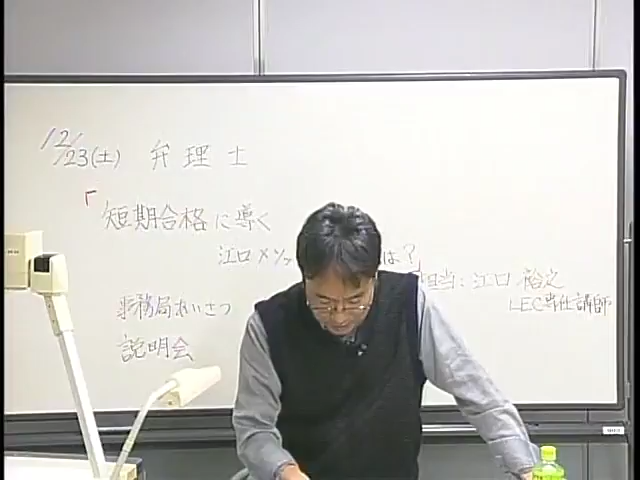 12/23(土) 弁理士
「短期合格に導く
江口メソッ は?」
担当:江口 裕之
LEC専任講師
事務局あいさつ
説明会